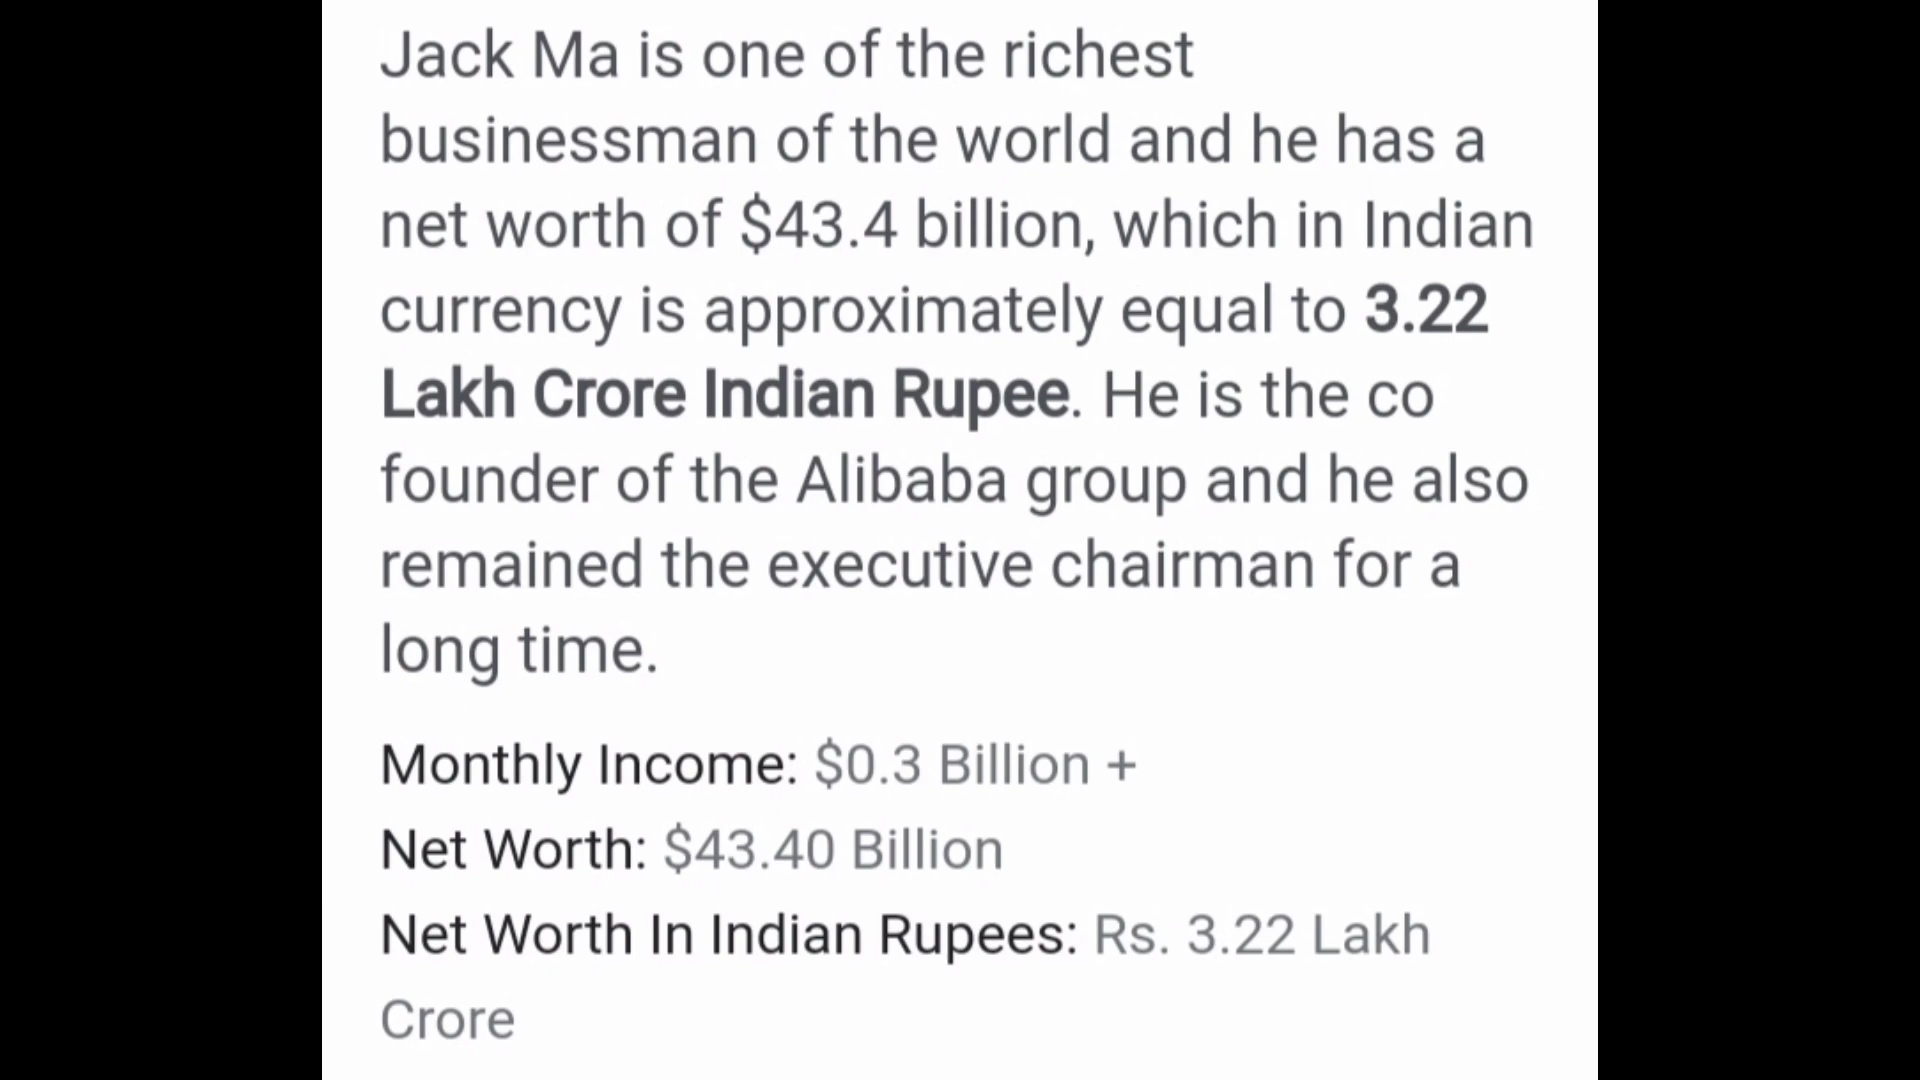 Jack Ma is one of the richest
businessman of the world and he has a
net worth of $43.4 billion, which in Indian
currency is approximately equal to 3.22
Lakh Crore Indian Rupee. He is the co
founder of the Alibaba group and he also
remained the executive chairman for a
long time.
Monthly Income: $0.3 Billion +
Net Worth: $43.40 Billion
Net Worth In Indian Rupees: Rs. 3.22 Lakh
Crore